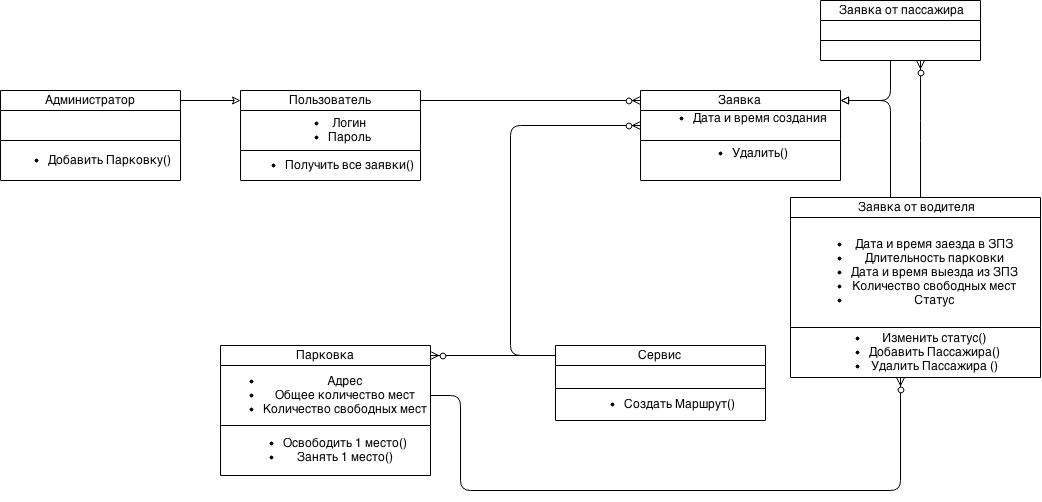 Заявка от пассажира
Администратор
• Добавить Парковку()
Пользователь
• Логин
• Пароль
• Получить все заявки()
Заявка
• Дата и время создания
• Удалить()
Заявка от водителя
• Дата и время заезда в ЗПЗ
• Длительность парковки
• Дата и время выезда из ЗПЗ
• Количество свободных мест
• Статус
• Изменить статус()
• Добавить Пассажира()
• Удалить Пассажира ()
Парковка
• Адрес
• Общее количество мест
• Количество свободных мест
• Освободить 1 место()
• Занять 1 место()
Сервис
• Создать Маршрут()